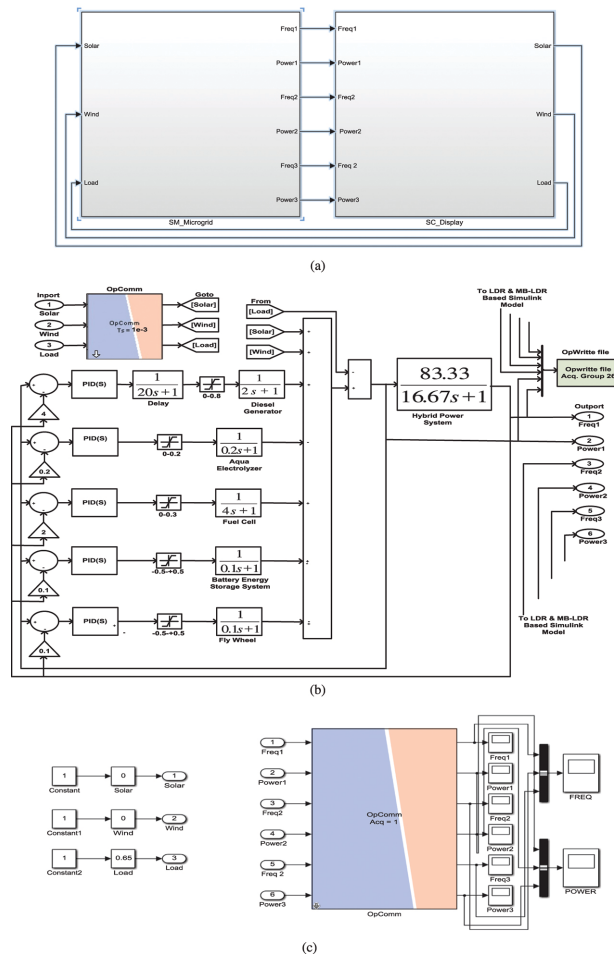 Solar
Wind
Load
Freq1
Power1
Freq2
Power2
Freq3
Power3
SM_Microgrid
Freq1
Power1
Freq2
Power2
Freq 2
Power3
Solar
Wind
Load
SC_Display
(a)
Inport
1
Solar
2
Wind
3
Load
OpComm
OpComm
Ts = 1e-3
Goto
[Solar]
[Wind]
[Load]
From
[Load]
[Solar]
[Wind]
To LDR & MB-LDR
Based Simulink
Model
OpWritte file
Opwritte file
Acq. Group 26
Outport
1
Freq1
2
Power1
3
Freq2
4
Power2
5
Freq3
6
Power3
To LDR & MB-LDR
Based Simulink
Model
83.33
16.67s+1
Hybrid Power
System
4
PID(S)
1
20s+1
Delay
0-0.8
1
2 s + 1
Diesel
Generator
0.2
PID(S)
0-0.2
1
0.2s+1
Aqua
Electrolyzer
2
PID(S)
0-0.3
1
4s+1
Fuel Cell
0.1
PID(S)
-0.5-+0.5
1
0.1s+1
Battery Energy
Storage System
0.1
PID(S)
-0.5-+0.5
1
0.1s+1
Fly Wheel
(b)
1
Constant
0
Solar
1
Solar
1
Constant1
0
Wind
2
Wind
1
Constant2
0.65
Load
3
Load
1
Freq1
2
Power1
3
Freq2
4
Power2
5
Freq 2
6
Power3
OpComm
Acq = 1
OpComm
Freq1
Power1
Freq2
Power2
Freq3
Power3
FREQ
POWER
(c)